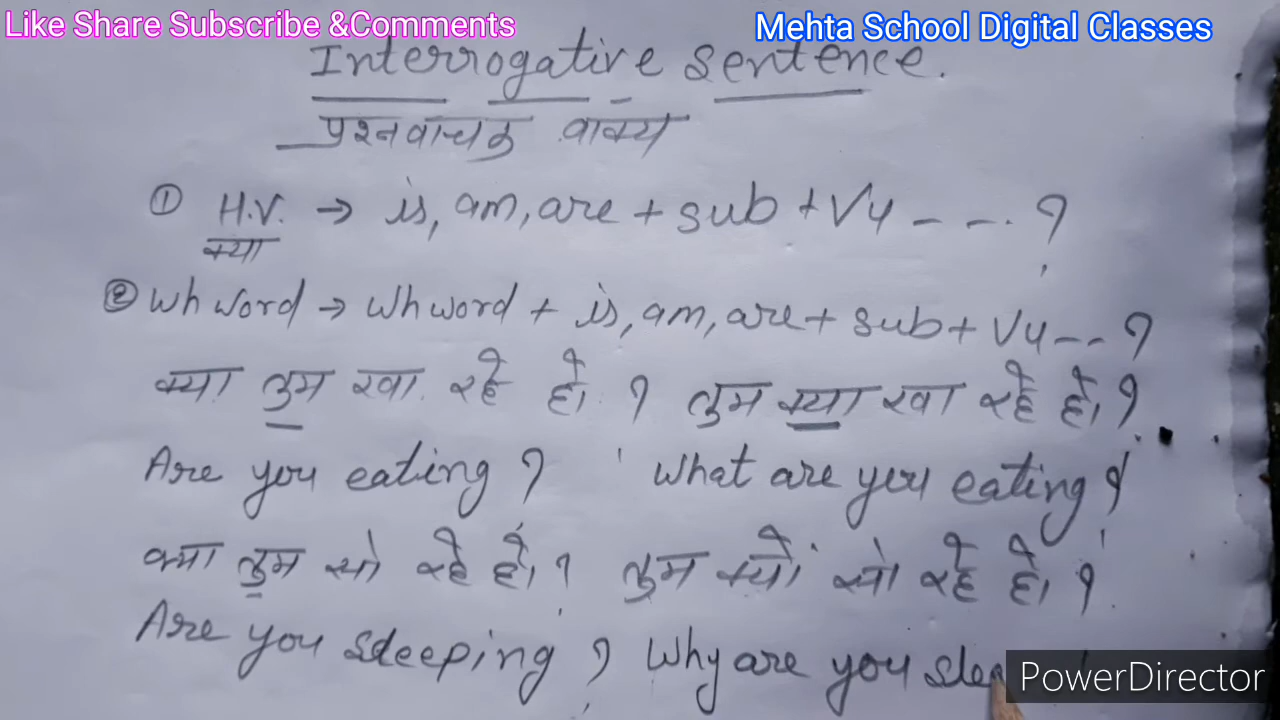 Like Share Subscribe &Comments
Mehta School Digital Classes
Interrogative Sentence.
प्रश्नवाचक वाक्य
① H.V. → is, am, are + sub + V4 - - . ?
क्या
② Wh word → Wh word + is, am, are + sub + V4 - - ?
क्या तुम खा रहे हो ? तुम क्या खा रहे हो ?
Are you eating ? What are you eating ?
क्या तुम सो रहे हो ? तुम क्यों सो रहे हो ?
Are you sleeping ? Why are you slee
PowerDirector